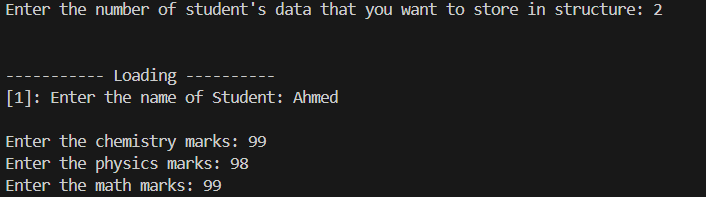 Enter the number of student's data that you want to store in structure: 2
----------- Loading ----------
[1]: Enter the name of Student: Ahmed
Enter the chemistry marks: 99
Enter the physics marks: 98
Enter the math marks: 99